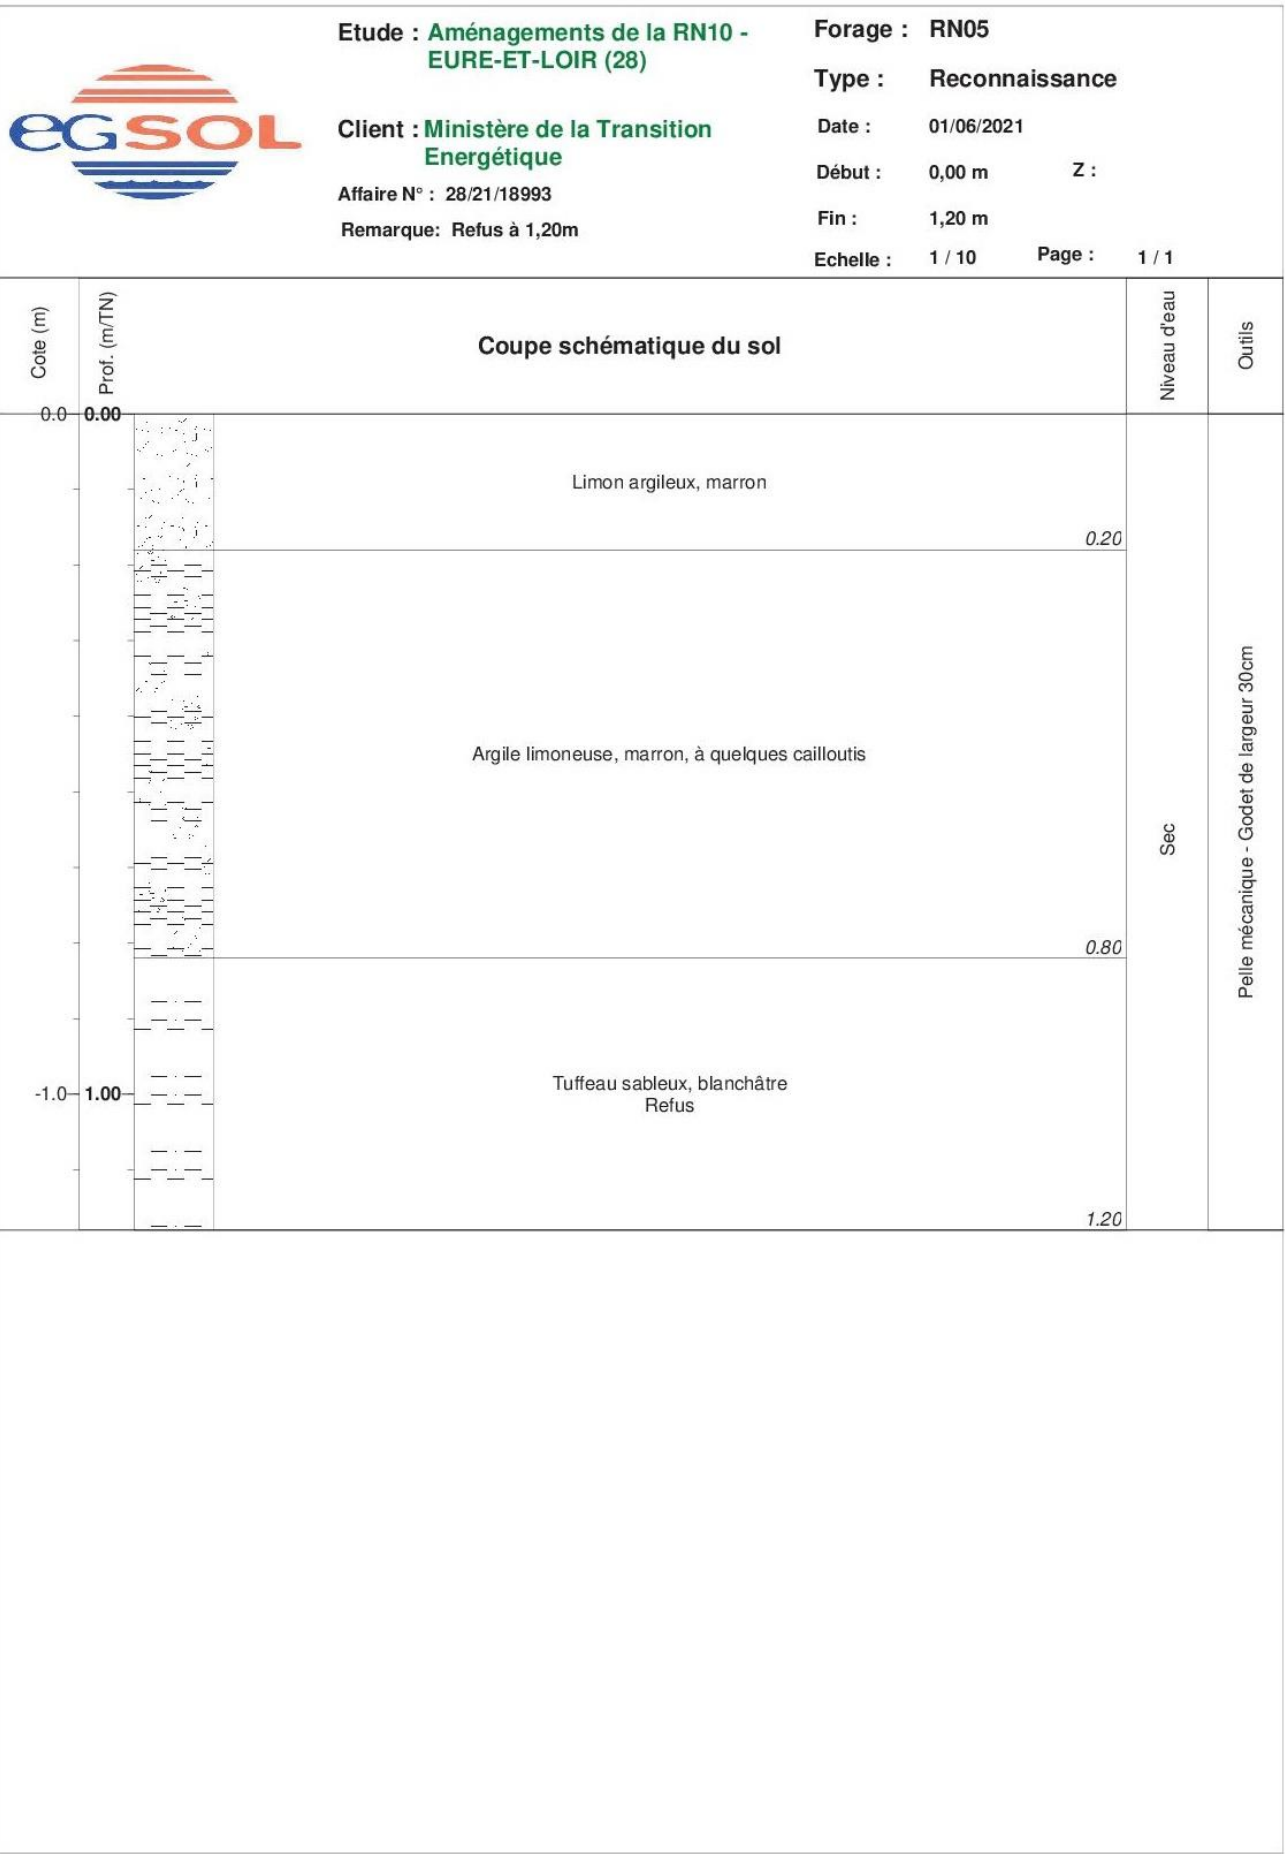 eGSOL
Etude : Aménagements de la RN10 -
EURE-ET-LOIR (28)
Client : Ministère de la Transition
Energétique
Affaire N° : 28/21/18993
Remarque: Refus à 1,20m
Forage : RN05
Type : Reconnaissance
Date : 01/06/2021
Début : 0,00 m Z :
Fin : 1,20 m
Echelle : 1 / 10 Page : 1 / 1
Cote (m)
Prof. (m/TN)
Coupe schématique du sol
Niveau d'eau
Outils
0.0 0.00
Limon argileux, marron
0.20
Argile limoneuse, marron, à quelques cailloutis
0.80
Sec
Pelle mécanique - Godet de largeur 30cm
-1.0 1.00
Tuffeau sableux, blanchâtre
Refus
1.20